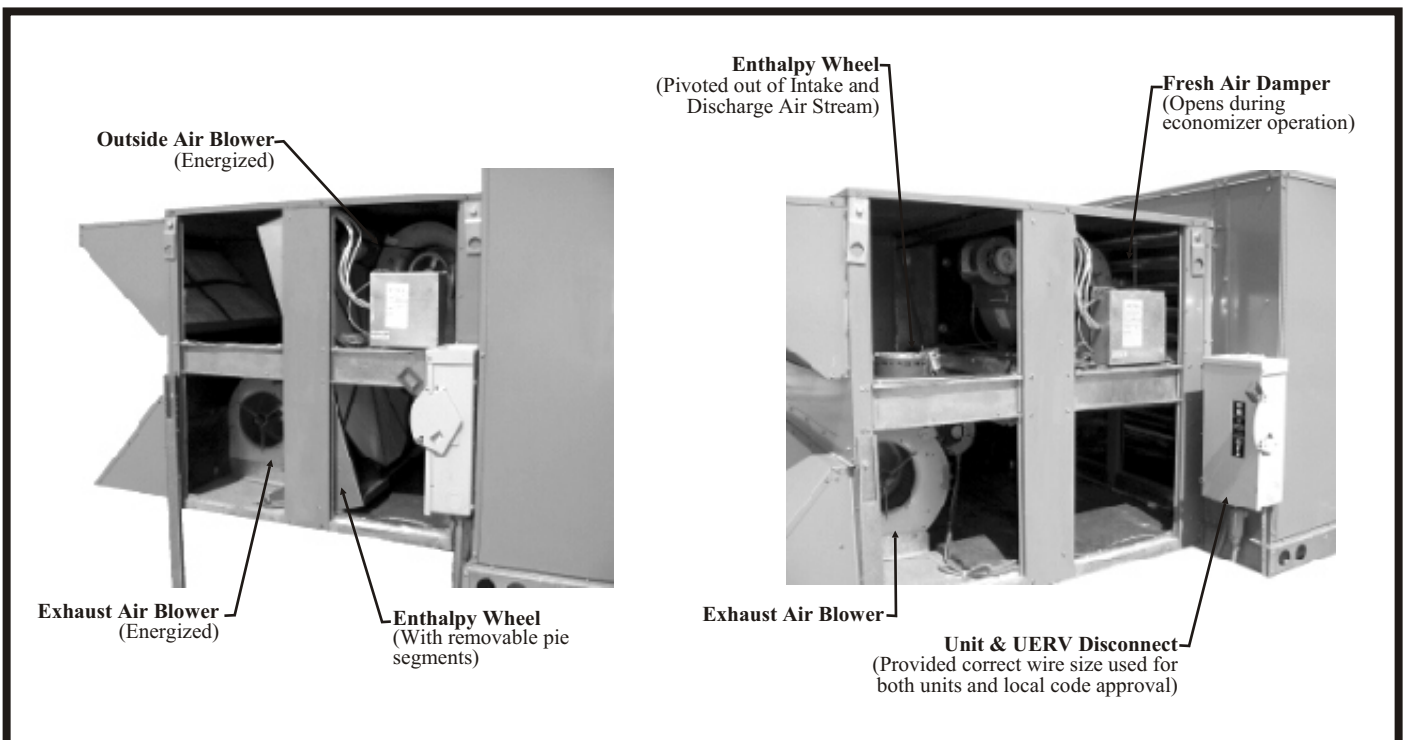 Outside Air Blower
(Energized)
Exhaust Air Blower
(Energized)
Enthalpy Wheel
(With removable pie
segments)
Enthalpy Wheel
(Pivoted out of Intake and
Discharge Air Stream)
Fresh Air Damper
(Opens during
economizer operation)
Exhaust Air Blower
Unit & UERV Disconnect
(Provided correct wire size used for
both units and local code approval)